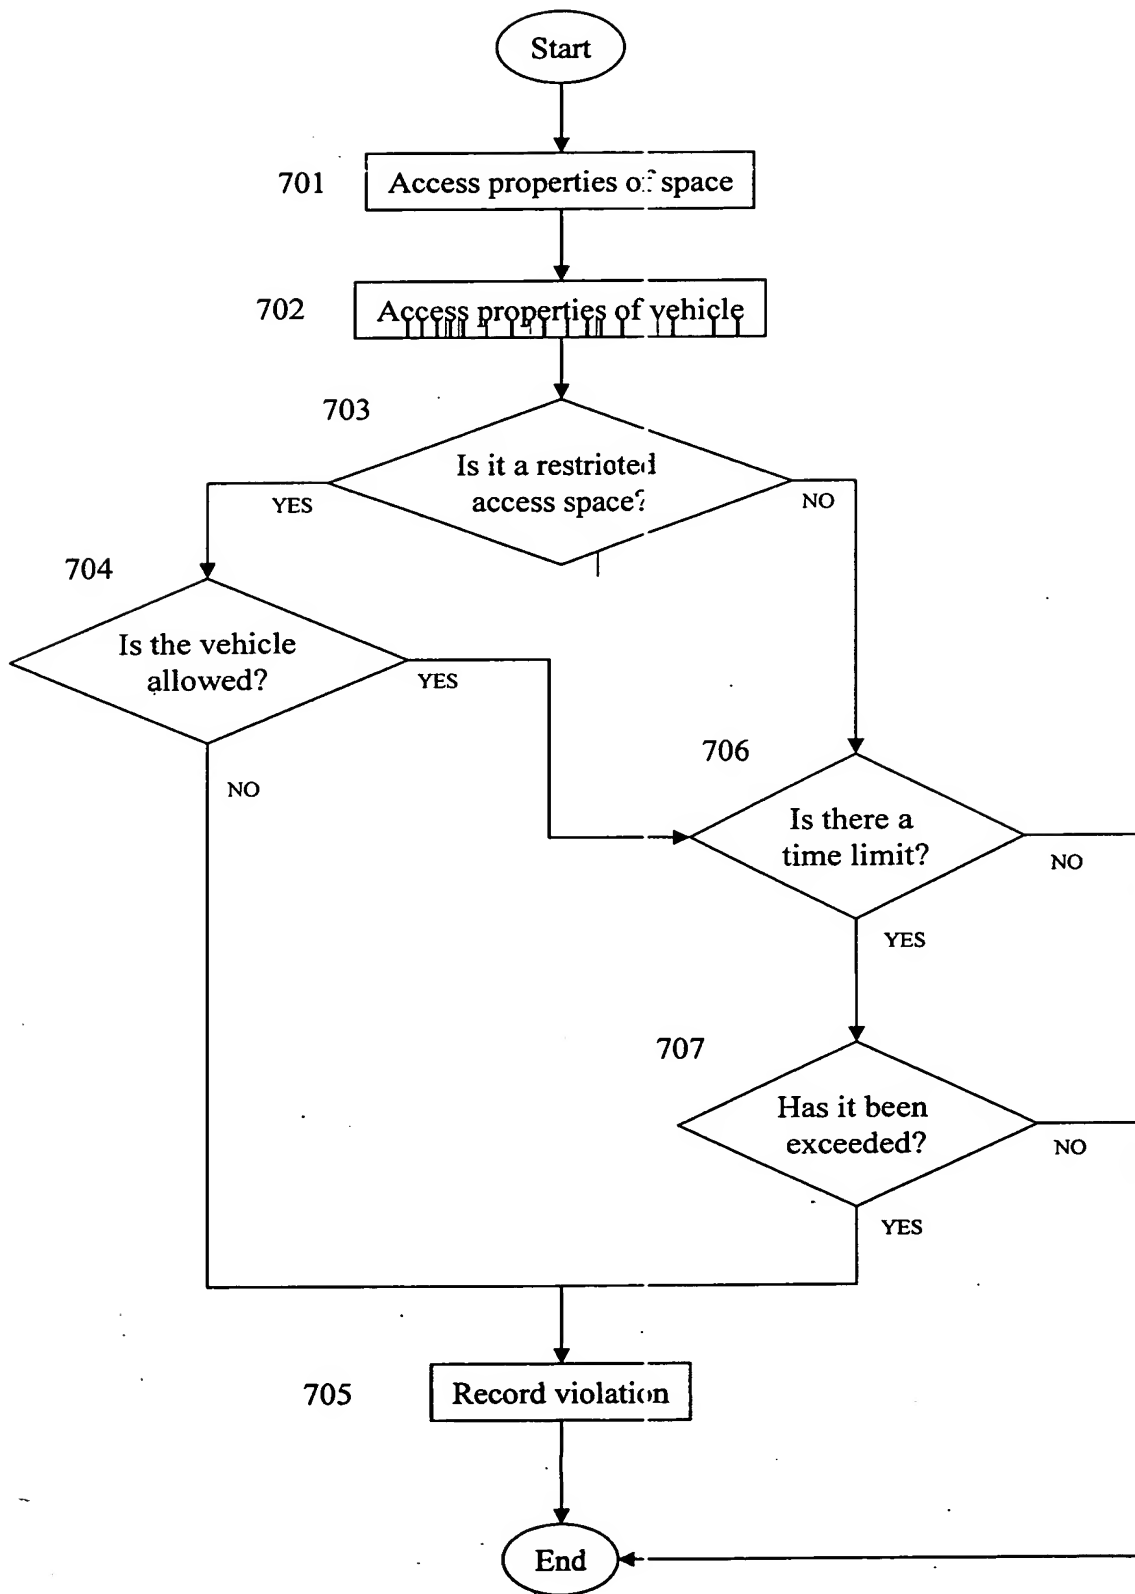 Start
701
Access properties of space
702
Access properties of vehicle
703
Is it a restricted
access space?
YES
NO
704
Is the vehicle
allowed?
YES
NO
706
Is there a
time limit?
NO
YES
707
Has it been
exceeded?
NO
YES
705
Record violation
End